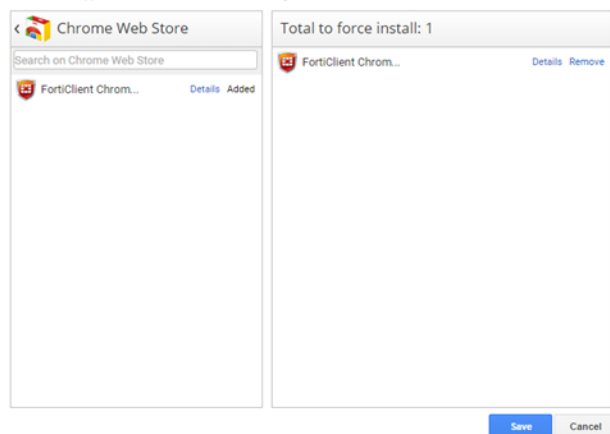 Chrome Web Store
Search on Chrome Web Store
FortiClient Chrom... Details Added
Total to force install: 1
FortiClient Chrom... Details Remove
Save Cancel